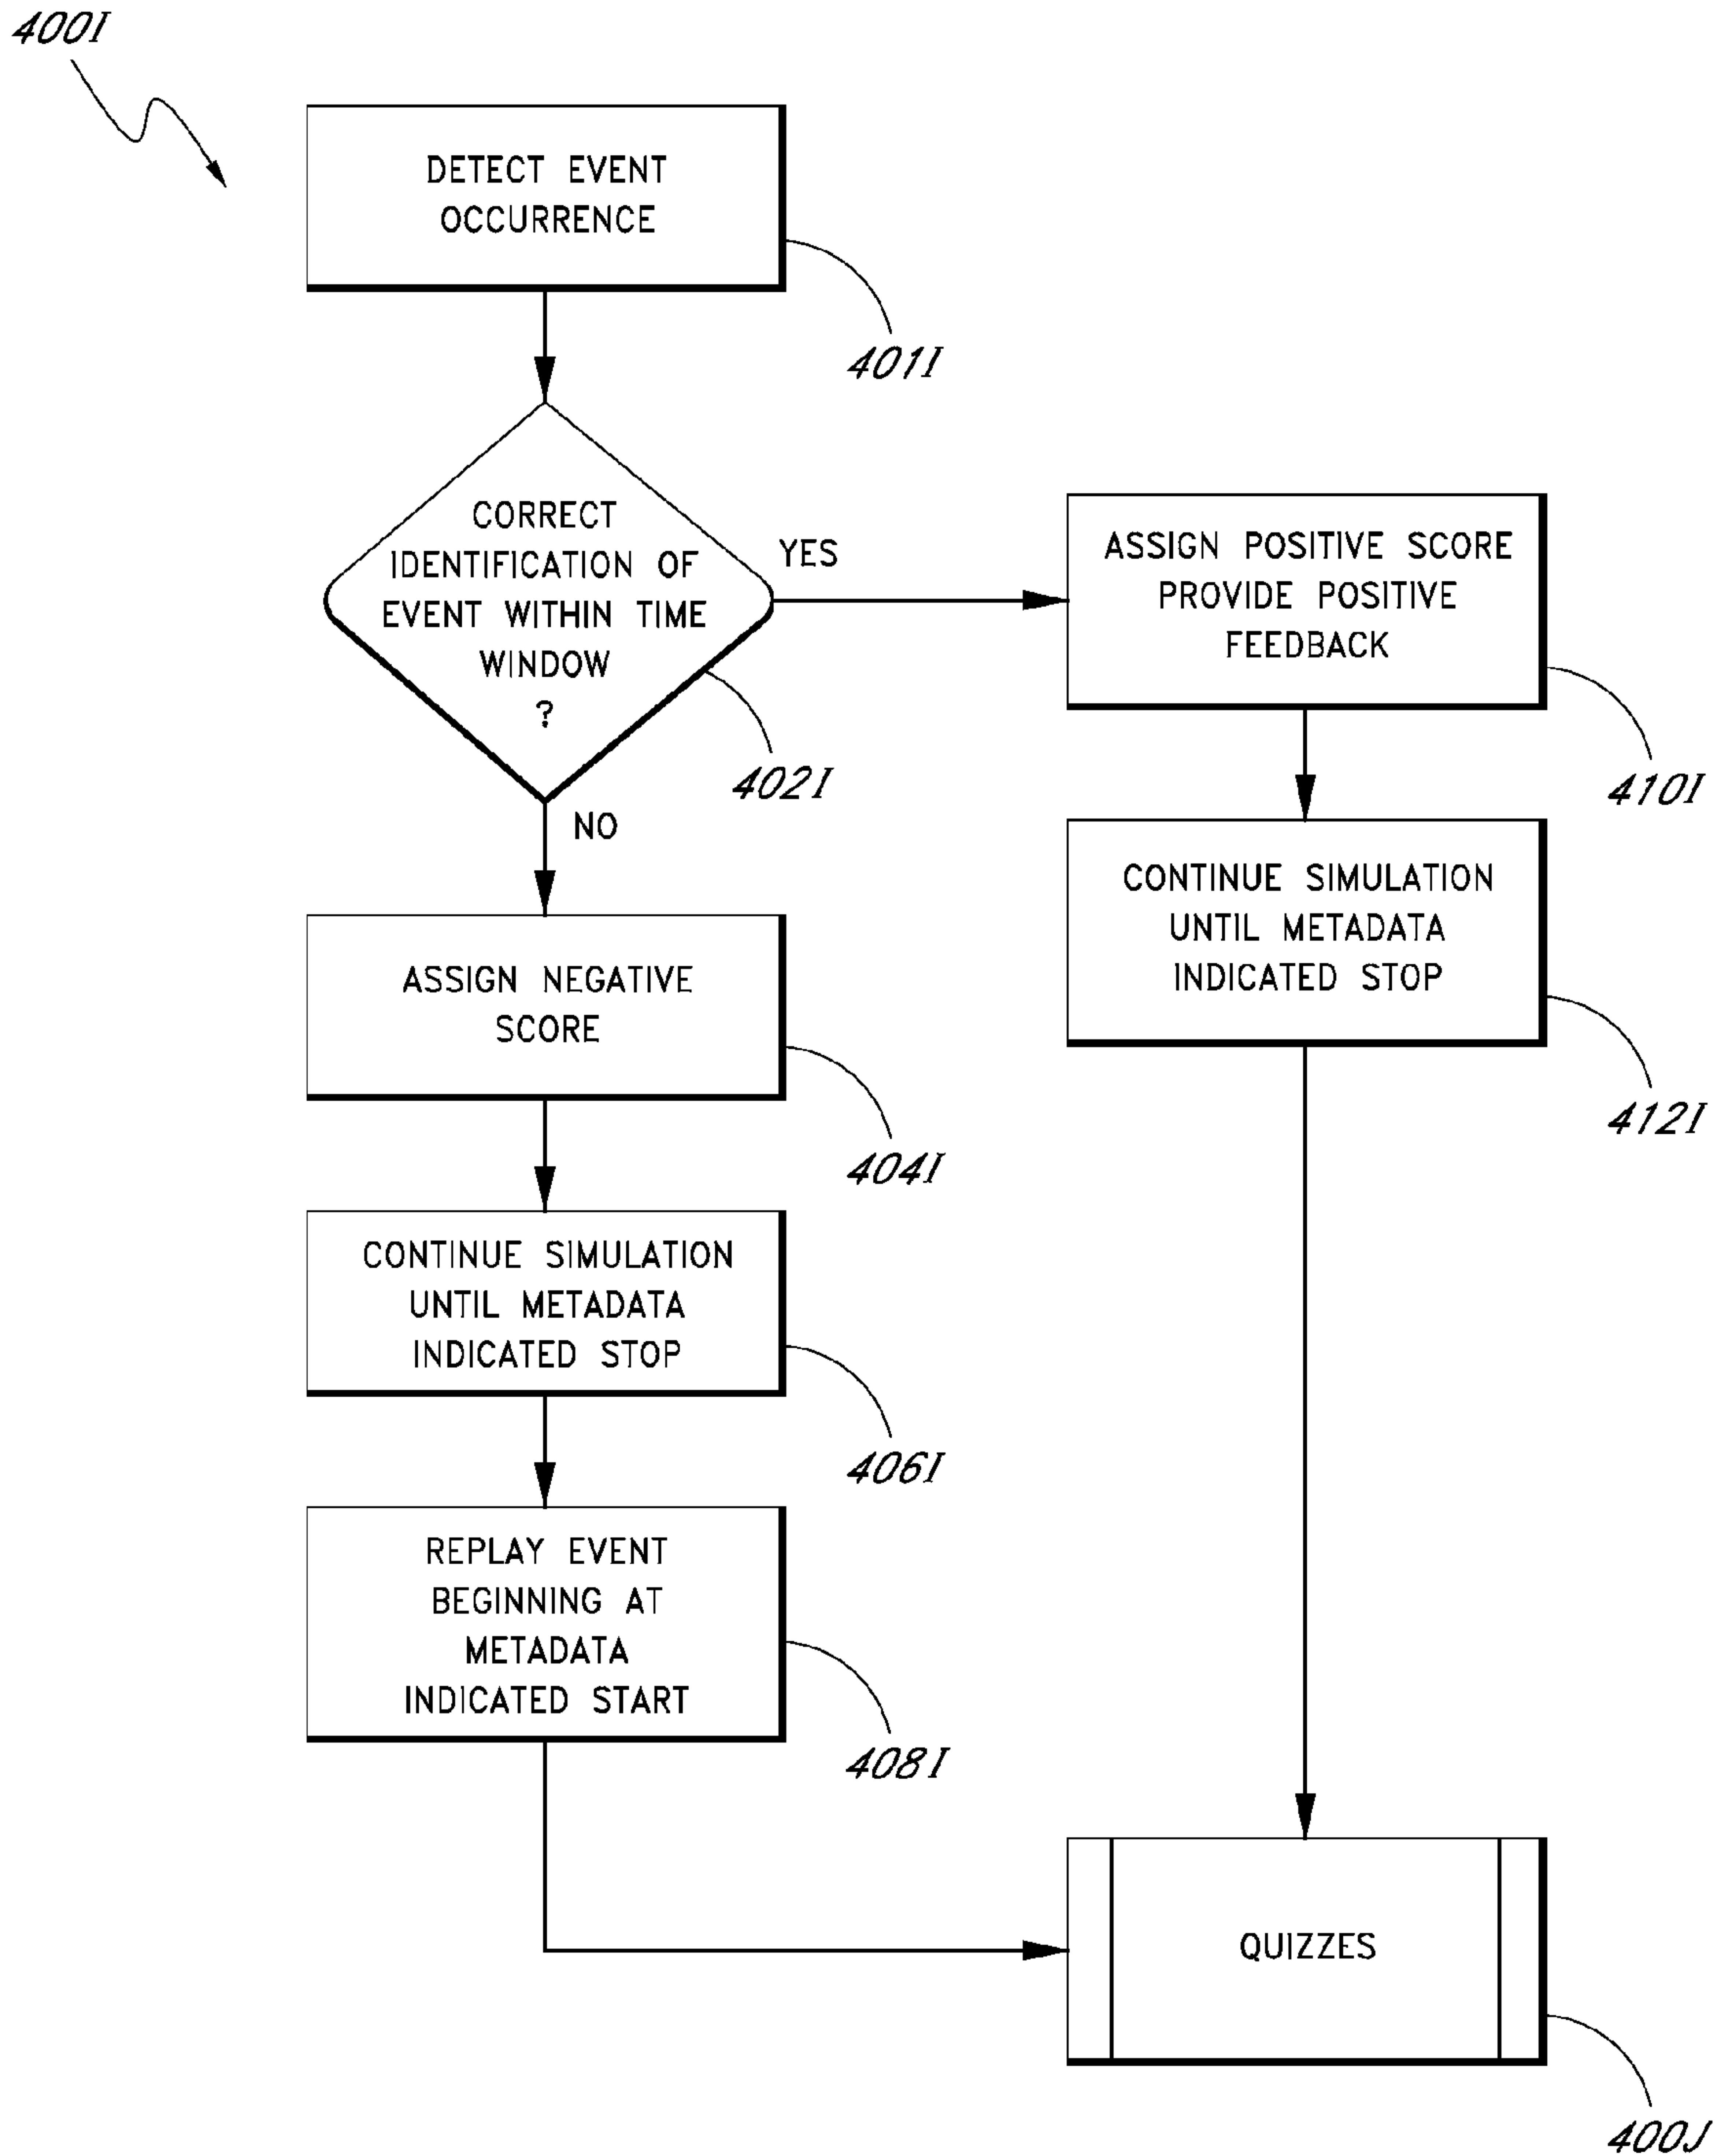 400I
DETECT EVENT
OCCURRENCE
401I
CORRECT
IDENTIFICATION OF
EVENT WITHIN TIME
WINDOW
?
402I
YES
NO
ASSIGN POSITIVE SCORE
PROVIDE POSITIVE
FEEDBACK
410I
CONTINUE SIMULATION
UNTIL METADATA
INDICATED STOP
412I
ASSIGN NEGATIVE
SCORE
404I
CONTINUE SIMULATION
UNTIL METADATA
INDICATED STOP
406I
REPLAY EVENT
BEGINNING AT
METADATA
INDICATED START
408I
QUIZZES
400J